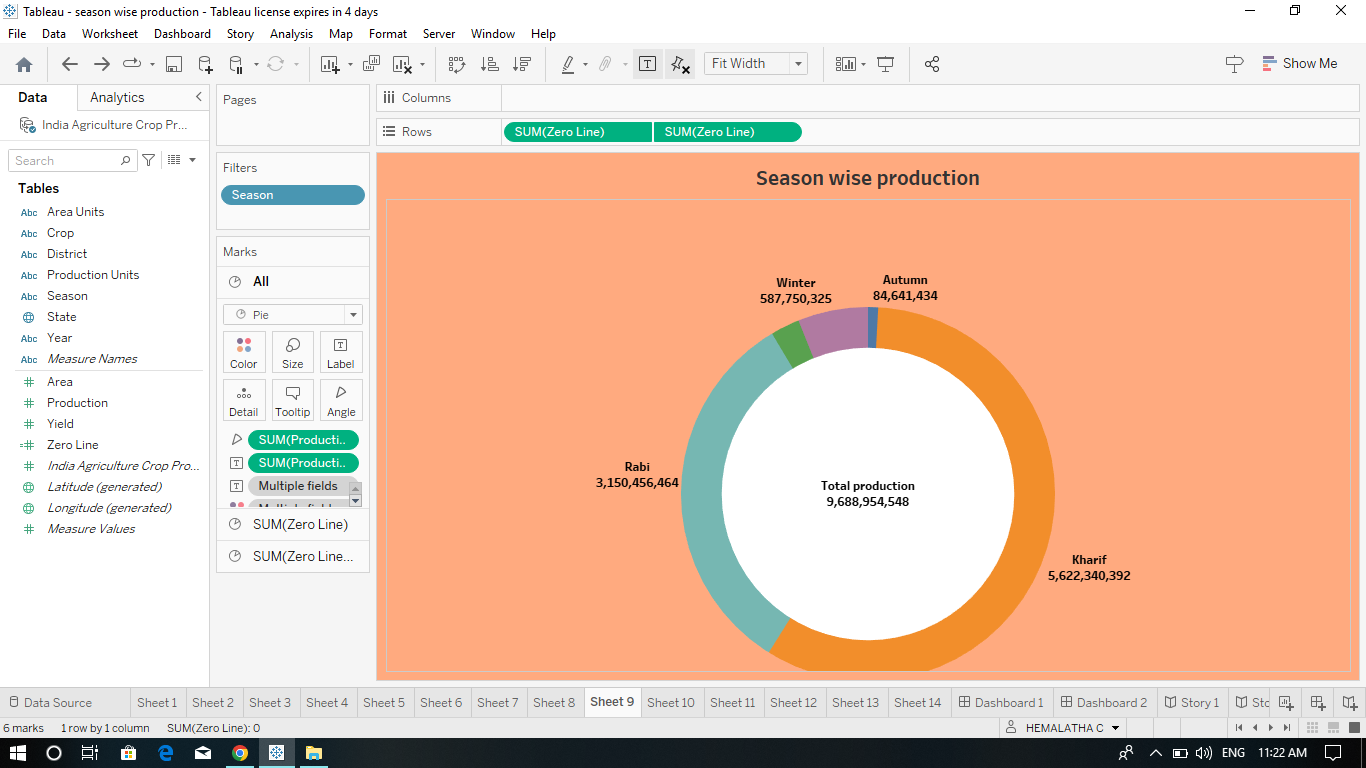 Tableau - season wise production - Tableau license expires in 4 days
File Data Worksheet Dashboard Story Analysis Map Format Server Window Help
Fit Width
Show Me
Data Analytics
India Agriculture Crop Pr...
Search
Tables
Abc Area Units
Abc Crop
Abc District
Abc Production Units
Abc Season
State
Abc Year
Abc Measure Names
# Area
# Production
# Yield
=# Zero Line
# India Agriculture Crop Pro...
Latitude (generated)
Longitude (generated)
# Measure Values
Pages
Filters
Season
Marks
All
Pie
Color Size Label
Detail Tooltip Angle
SUM(Producti..
SUM(Producti..
Multiple fields
SUM(Zero Line)
SUM(Zero Line...
Columns
Rows SUM(Zero Line) SUM(Zero Line)
Season wise production
Winter
587,750,325
Autumn
84,641,434
Rabi
3,150,456,464
Total production
9,688,954,548
Kharif
5,622,340,392
Data Source Sheet 1 Sheet 2 Sheet 3 Sheet 4 Sheet 5 Sheet 6 Sheet 7 Sheet 8 Sheet 9 Sheet 10 Sheet 11 Sheet 12 Sheet 13 Sheet 14 Dashboard 1 Dashboard 2 Story 1 Stc
6 marks 1 row by 1 column SUM(Zero Line): 0 HEMALATHA C
ENG 11:22 AM